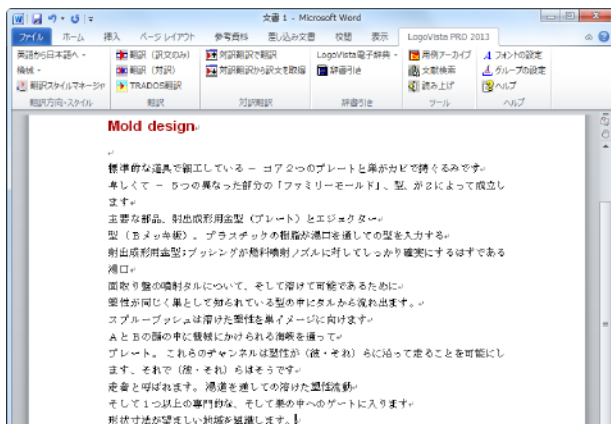 文書 1 - Microsoft Word
ファイル ホーム 挿入 ページ レイアウト 参考資料 差し込み文書 校閲 表示 LogoVista PRO 2013
英語から日本語へ 翻訳 (訳文のみ) 対訳翻訳で翻訳 LogoVista電子辞典 用例アーカイブ フォントの設定
機械 翻訳 (対訳) 対訳翻訳から訳文を取得 辞書引き 文献検索 グループの設定
翻訳スタイルマネージャ TRADOS翻訳 読み上げ ヘルプ
翻訳方向・スタイル 翻訳 対訳翻訳 辞書引き ツール ヘルプ
Mold design
標準的な道具で細工している - コア2つのプレートと巣がカビで鋳ぐるみです
卑しくて - 5つの異なった部分の「ファミリーモールド」、型、が2によって成立し
ます
主要な部品、射出成形用金型(プレート)とエジェクター
型(Bメッキ板)。プラスチックの樹脂が湯口を通しての型を入力する
射出成形用金型;ブッシングが燃料噴射ノズルに対してしっかり確実にするはずである
湯口
面取り盤の噴射タルについて、そして溶けて可能であるために
塑性が同じく巣として知られている型の中にタルから流れ出ます。
スプルーブッシュは溶けた塑性を巣イメージに向けます
AとBの顔の中に機械にかけられる海峡を通って
プレート。これらのチャンネルは塑性が(彼・それ)らに沿って走ることを可能にし
ます、それで(彼・それ)らはそうです
走者と呼ばれます。湯道を通しての溶けた塑性流動
そして1つ以上の専門的な、そして巣の中へのゲートに入ります
形状寸法が望ましい地域を組織します。